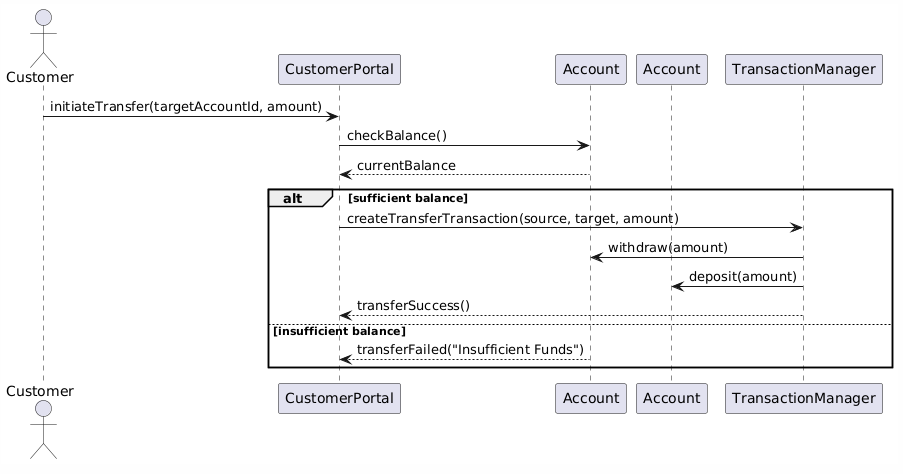 Customer
CustomerPortal
Account
Account
TransactionManager
initiateTransfer(targetAccountId, amount)
checkBalance()
currentBalance
alt
[sufficient balance]
createTransferTransaction(source, target, amount)
withdraw(amount)
deposit(amount)
transferSuccess()
[insufficient balance]
transferFailed("Insufficient Funds")
Customer
CustomerPortal
Account
Account
TransactionManager